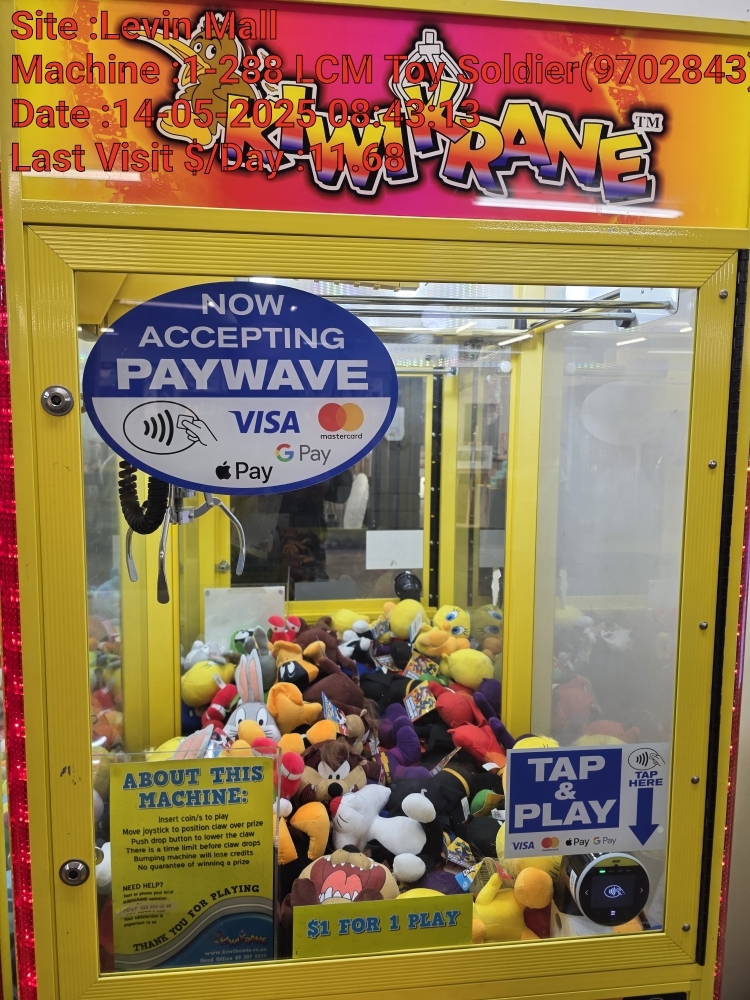 Site :Levin Mall
Machine :1-288 LCM Toy Soldier(9702843)
Date :14-05-2025 08:43:13
Last Visit $/Day :11.68
KIWIKRANE™
NOW
ACCEPTING
PAYWAVE
VISA
mastercard
G Pay
Pay
ABOUT THIS
MACHINE:
Insert coin/s to play
Move joystick to position claw over prize
Push drop button to lower the claw
There is a time limit before claw drops
Bumping machine will lose credits
No guarantee of winning a prize
NEED HELP?
THANK YOU FOR PLAYING
KIWIKRANE
$1 FOR 1 PLAY
TAP
&
PLAY
VISA Pay G Pay
TAP
HERE